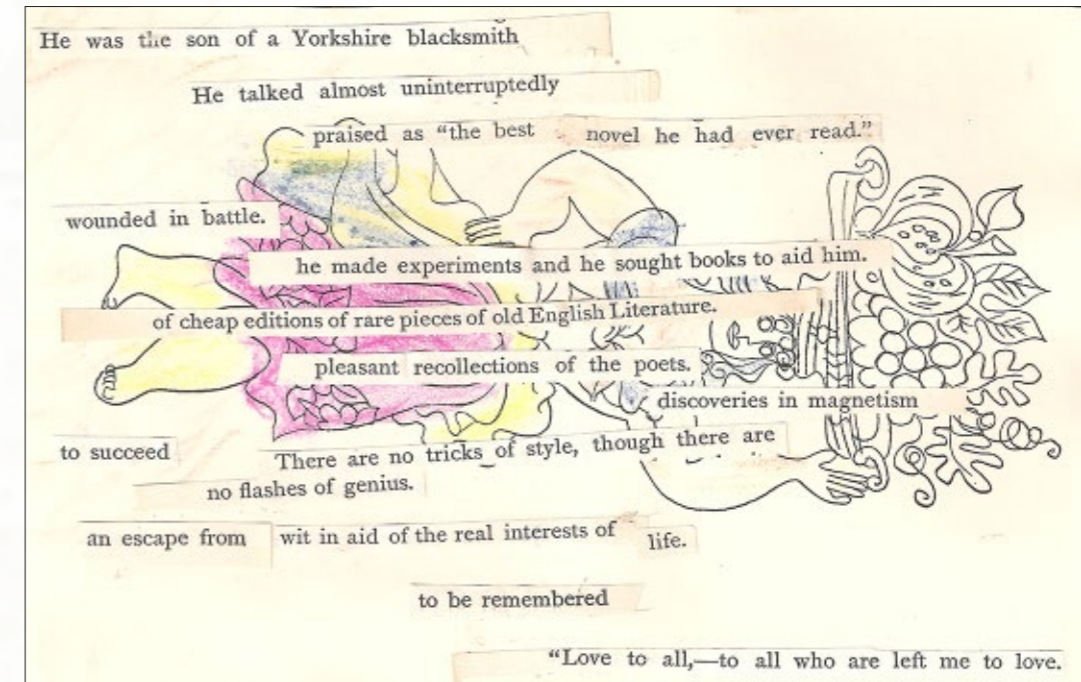 He was the son of a Yorkshire blacksmith
He talked almost uninterruptedly
praised as “the best novel he had ever read.”
wounded in battle.
he made experiments and he sought books to aid him.
of cheap editions of rare pieces of old English Literature.
pleasant recollections of the poets.
discoveries in magnetism
to succeed
There are no tricks of style, though there are
no flashes of genius.
an escape from wit in aid of the real interests of life.
to be remembered
“Love to all,—to all who are left me to love.